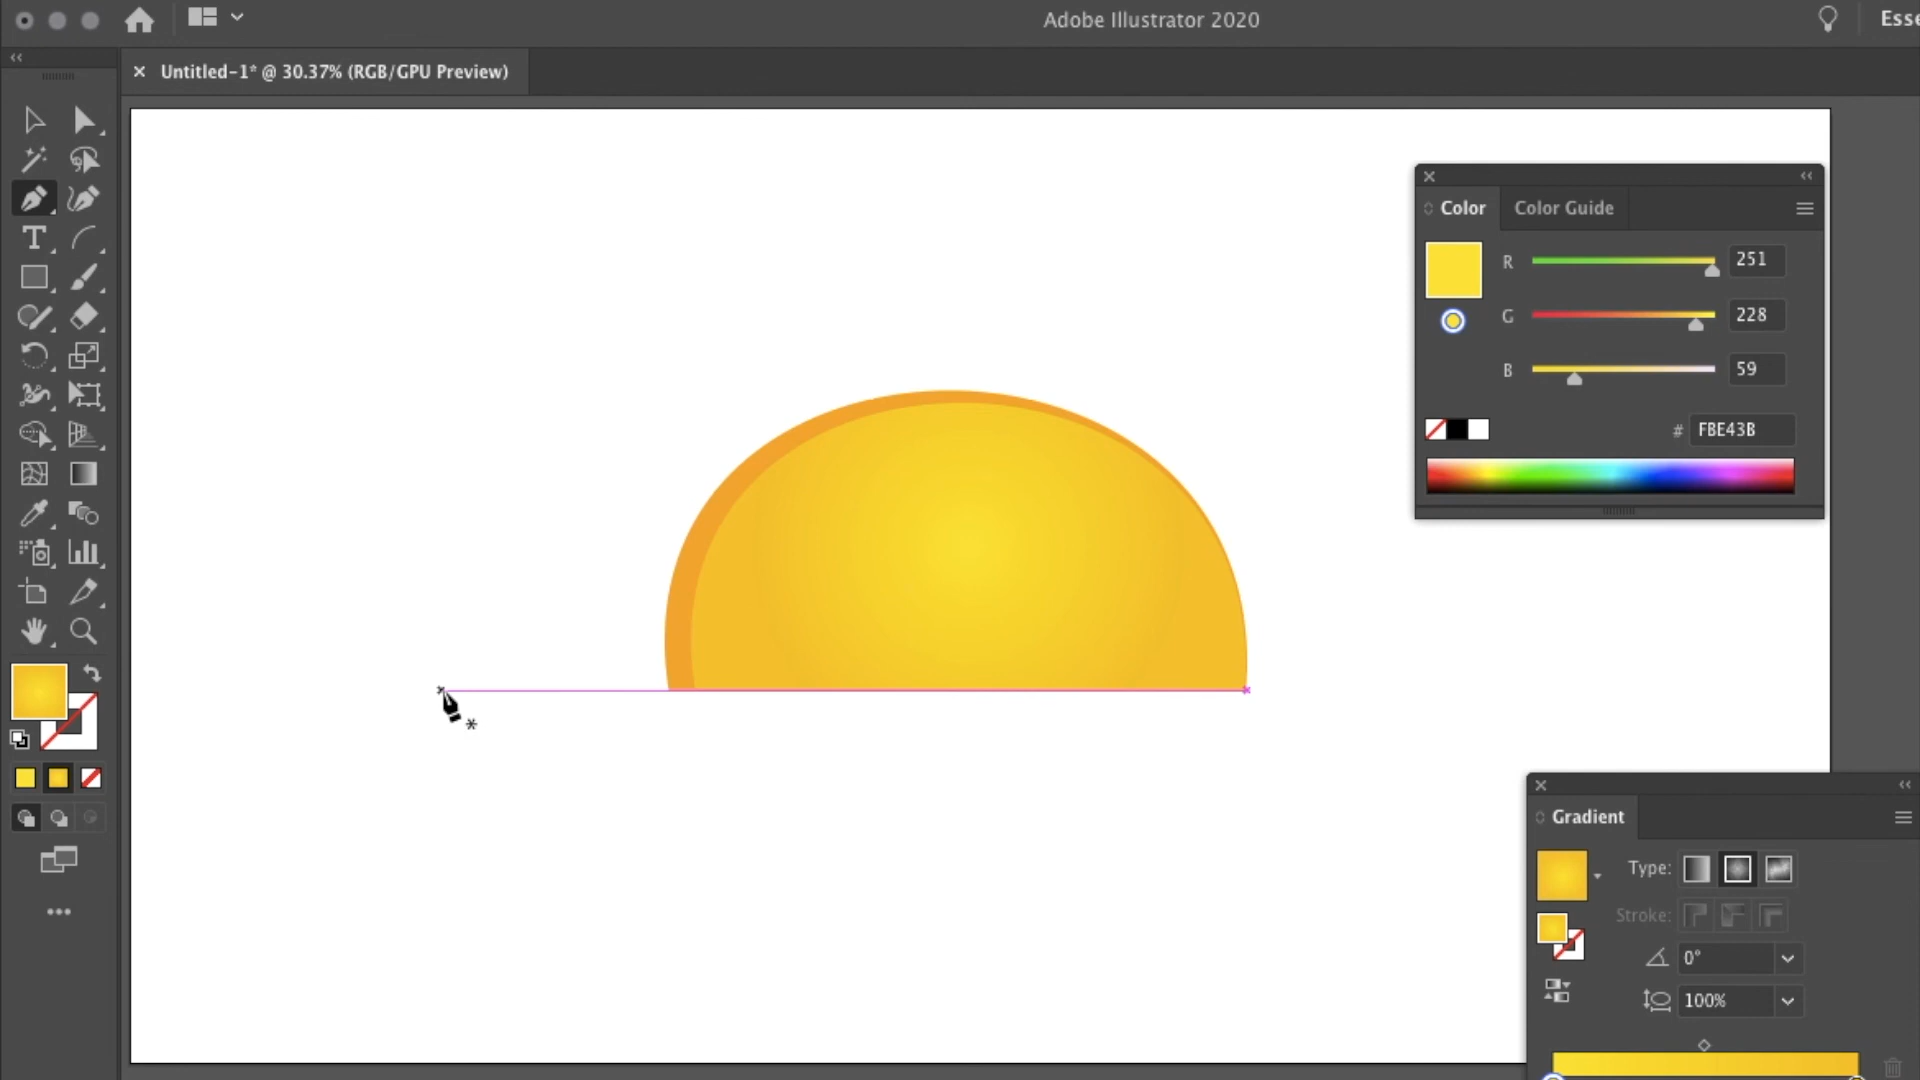 Adobe Illustrator 2020
Esse
Untitled-1* @ 30.37% (RGB/GPU Preview)
Color
Color Guide
R 251
G 228
B 59
# FBE43B
Gradient
Type:
Stroke:
0°
100%